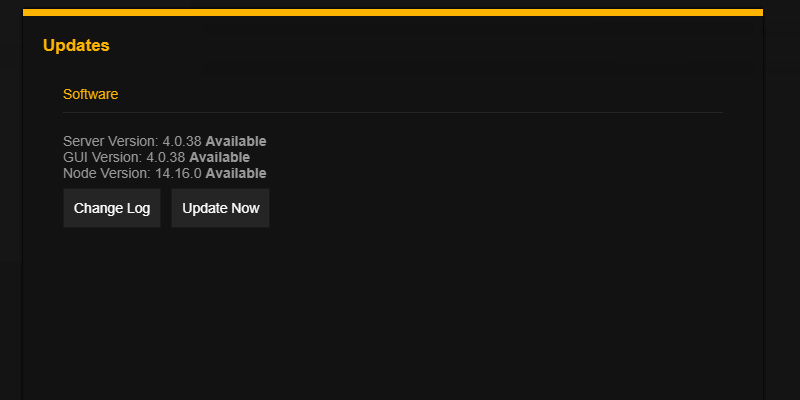 Updates
Software
Server Version: 4.0.38 Available
GUI Version: 4.0.38 Available
Node Version: 14.16.0 Available
Change Log Update Now